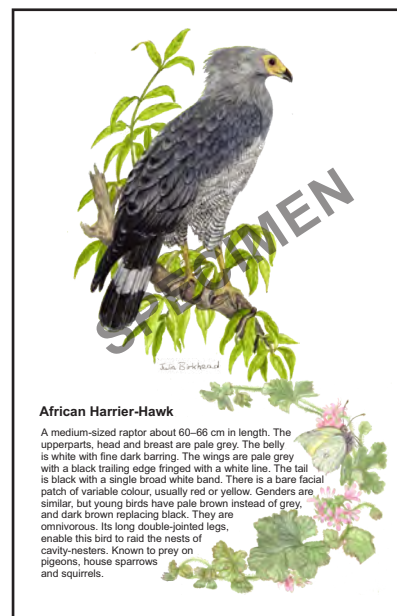 SPECIMEN
Julie Birkhead
African Harrier-Hawk
A medium-sized raptor about 60–66 cm in length. The
upperparts, head and breast are pale grey. The belly
is white with fine dark barring. The wings are pale grey
with a black trailing edge fringed with a white line. The tail
is black with a single broad white band. There is a bare facial
patch of variable colour, usually red or yellow. Genders are
similar, but young birds have pale brown instead of grey,
and dark brown replacing black. They are
omnivorous. Its long double-jointed legs,
enable this bird to raid the nests of
cavity-nesters. Known to prey on
pigeons, house sparrows
and squirrels.